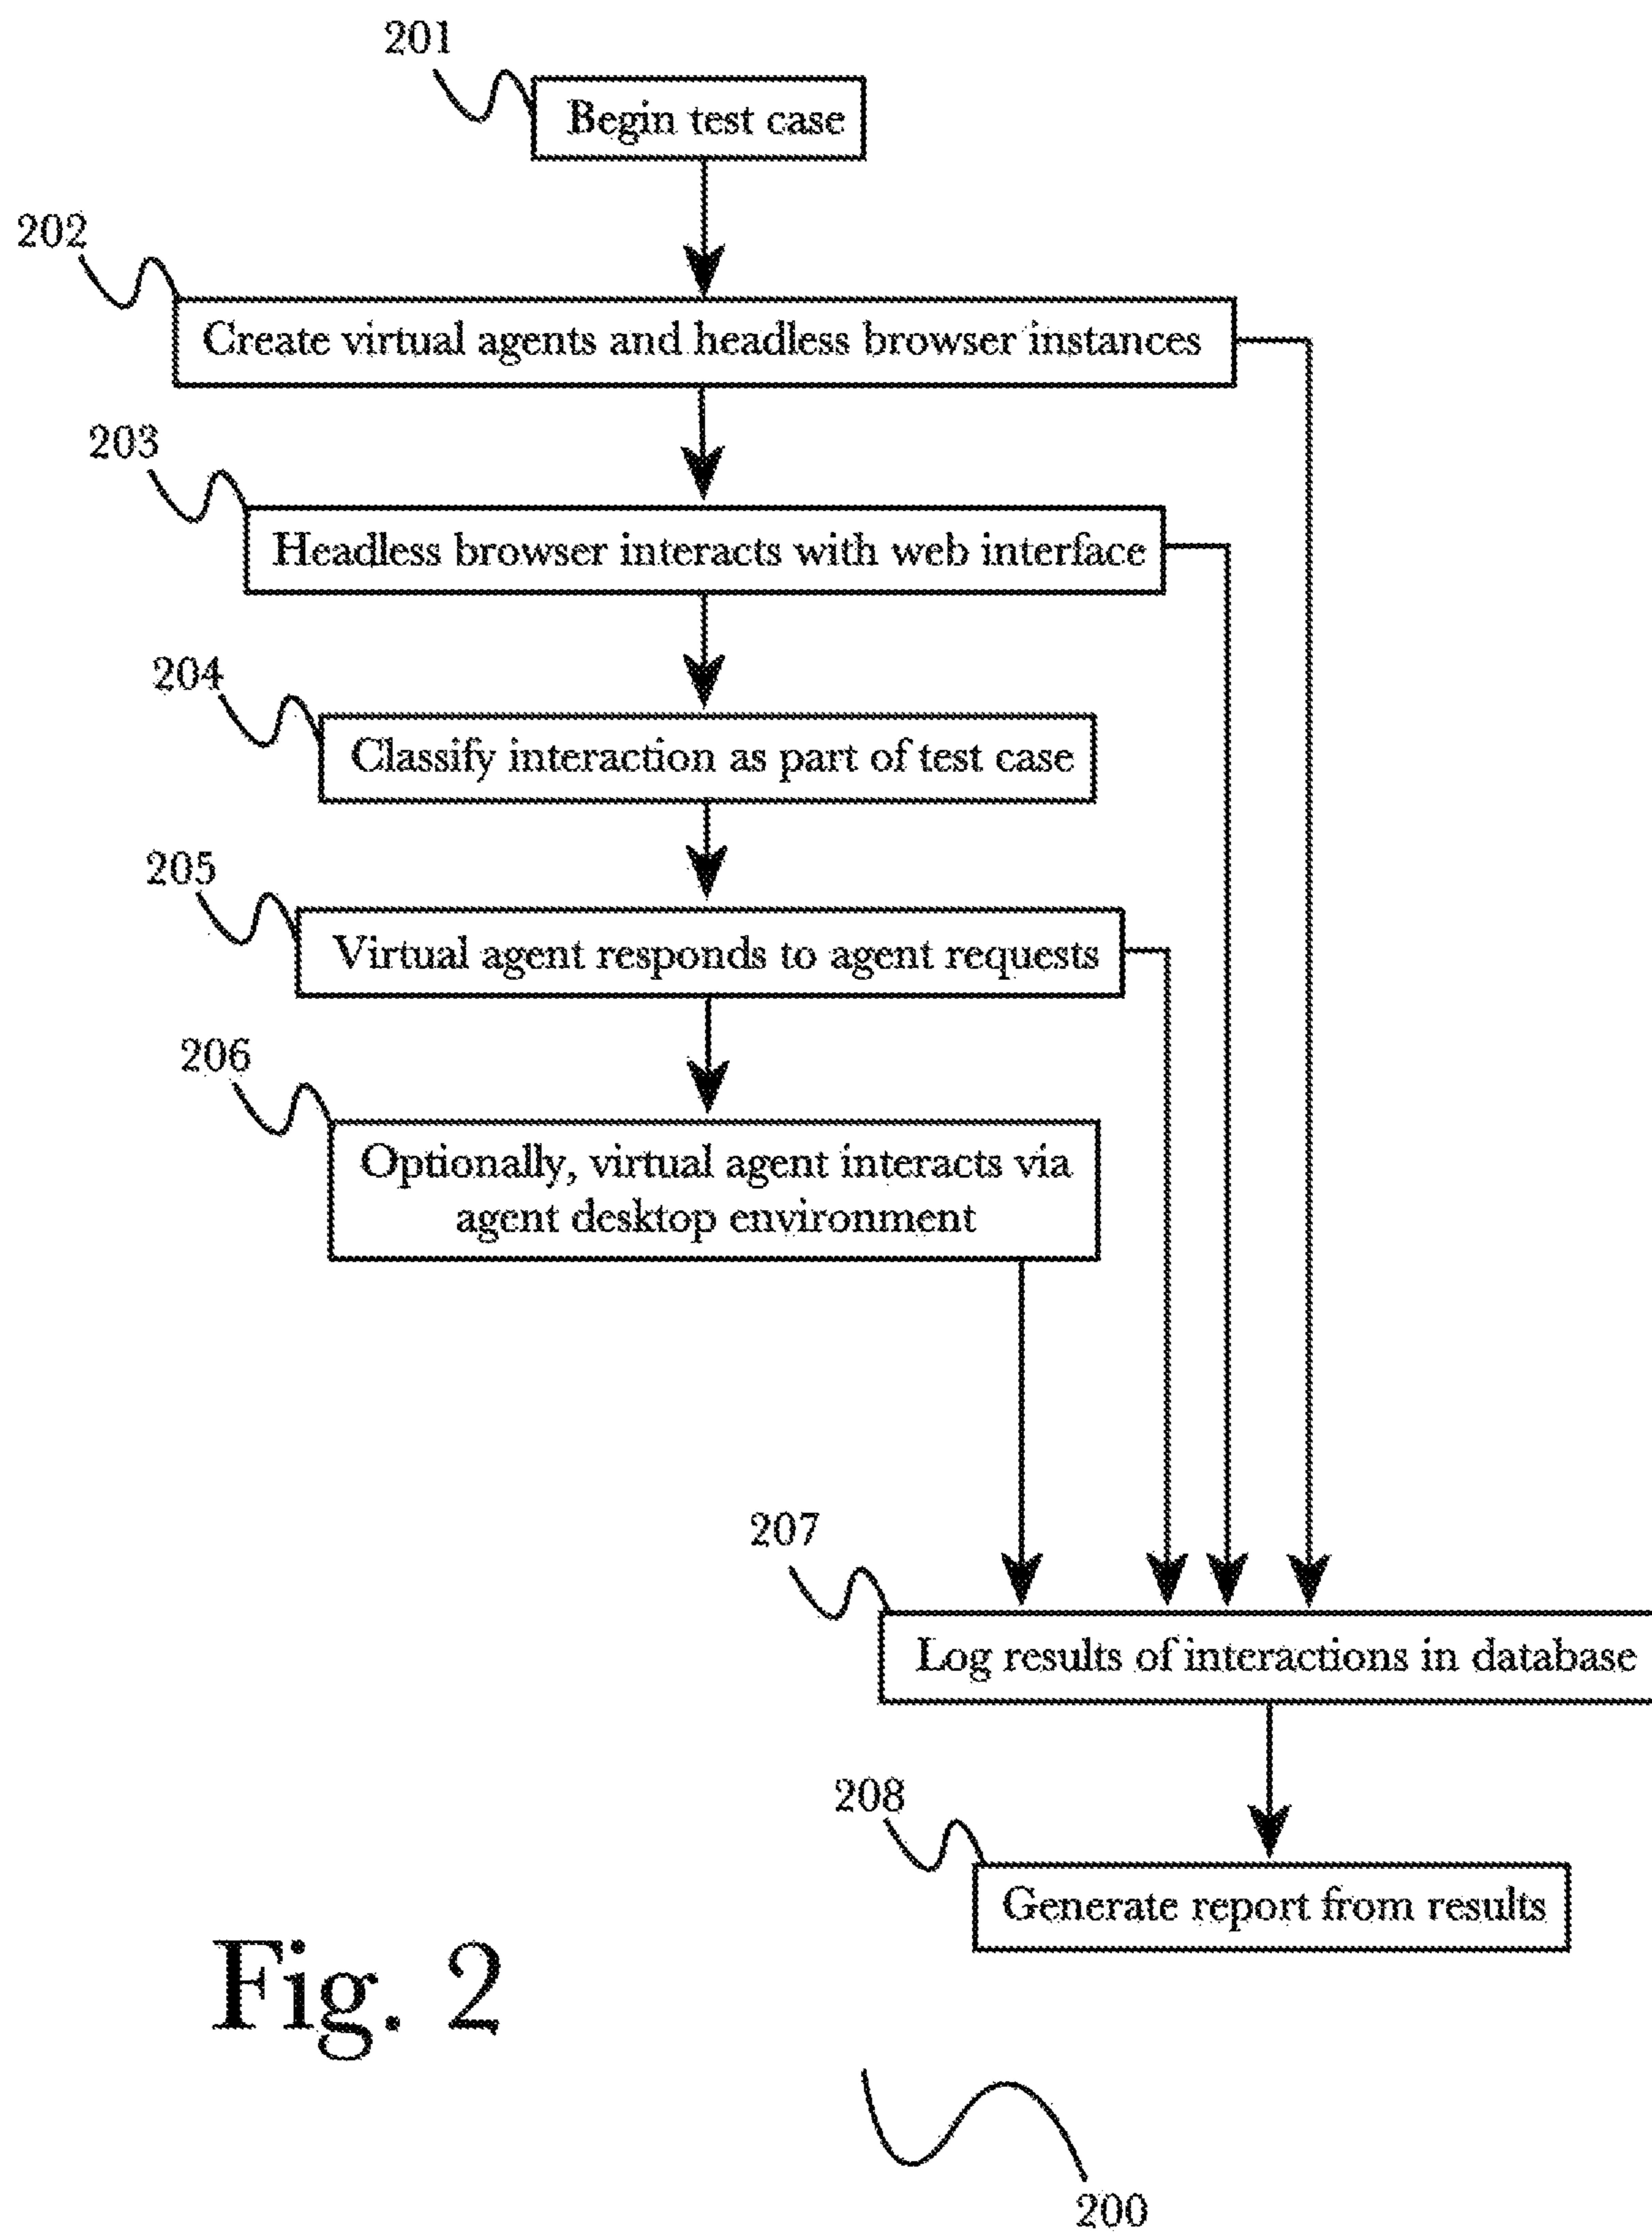 201
Begin test case
202
Create virtual agents and headless browser instances
203
Headless browser interacts with web interface
204
Classify interaction as part of test case
205
Virtual agent responds to agent requests
206
Optionally, virtual agent interacts via
agent desktop environment
207
Log results of interactions in database
208
Generate report from results
Fig. 2
200